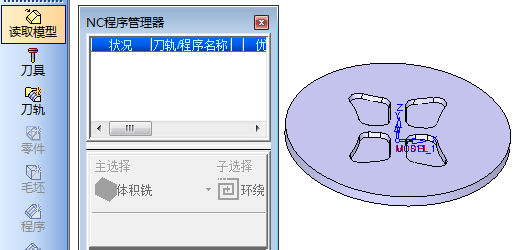 读取模型
刀具
刀轨
零件
毛坯
程序
NC程序管理器
状况 刀轨/程序名称 优
主选择 子选择
体积铣 环绕
Z
Y
X
MODEL_1